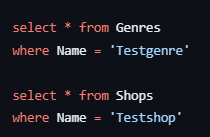 select * from Genres
where Name = 'Testgenre'
select * from Shops
where Name = 'Testshop'